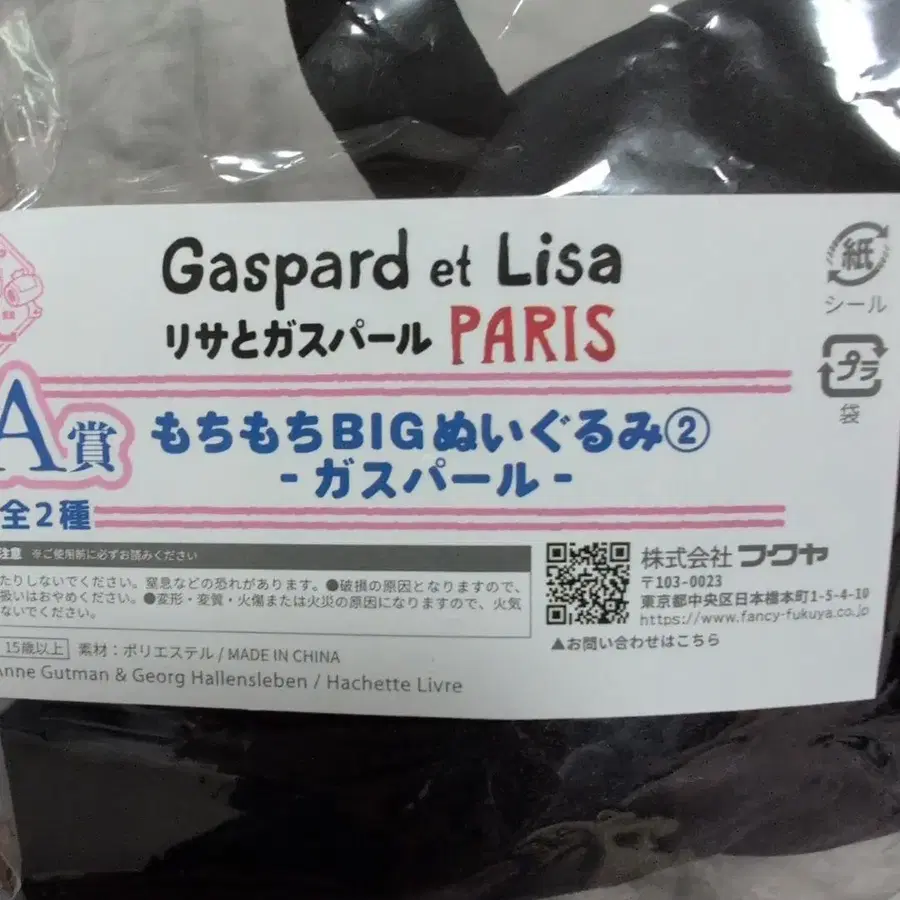 Gaspard et Lisa
リサとガスパール PARIS
紙
シール
プラ
袋
A賞
全2種
もちもちBIGぬいぐるみ②
-ガスパール-
注意 ※ご使用前に必ずお読みください
たりしないでください。窒息などの恐れがあります。●破損の原因となりますので、
扱いはおやめください。●変形・変質・火傷または火災の原因になりますので、火気
ないでください。
15歳以上 素材：ポリエステル / MADE IN CHINA
Anne Gutman & Georg Hallensleben / Hachette Livre
株式会社フクヤ
〒103-0023
東京都中央区日本橋本町1-5-4-10
https://www.fancy-fukuya.co.jp
▲お問い合わせはこちら